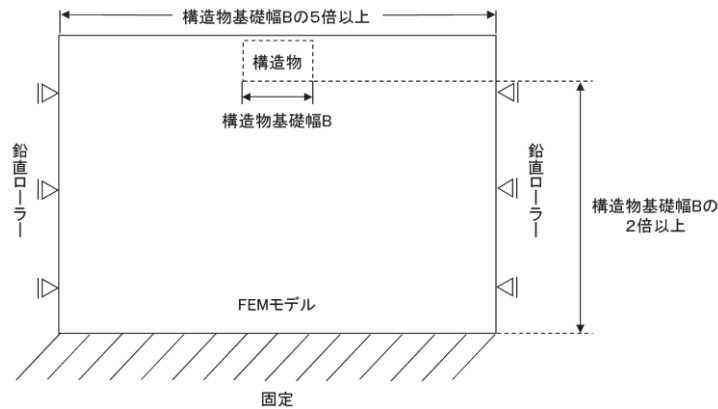 構造物基礎幅Bの5倍以上
構造物
構造物基礎幅B
鉛直ローラー
鉛直ローラー
構造物基礎幅Bの
2倍以上
FEMモデル
固定